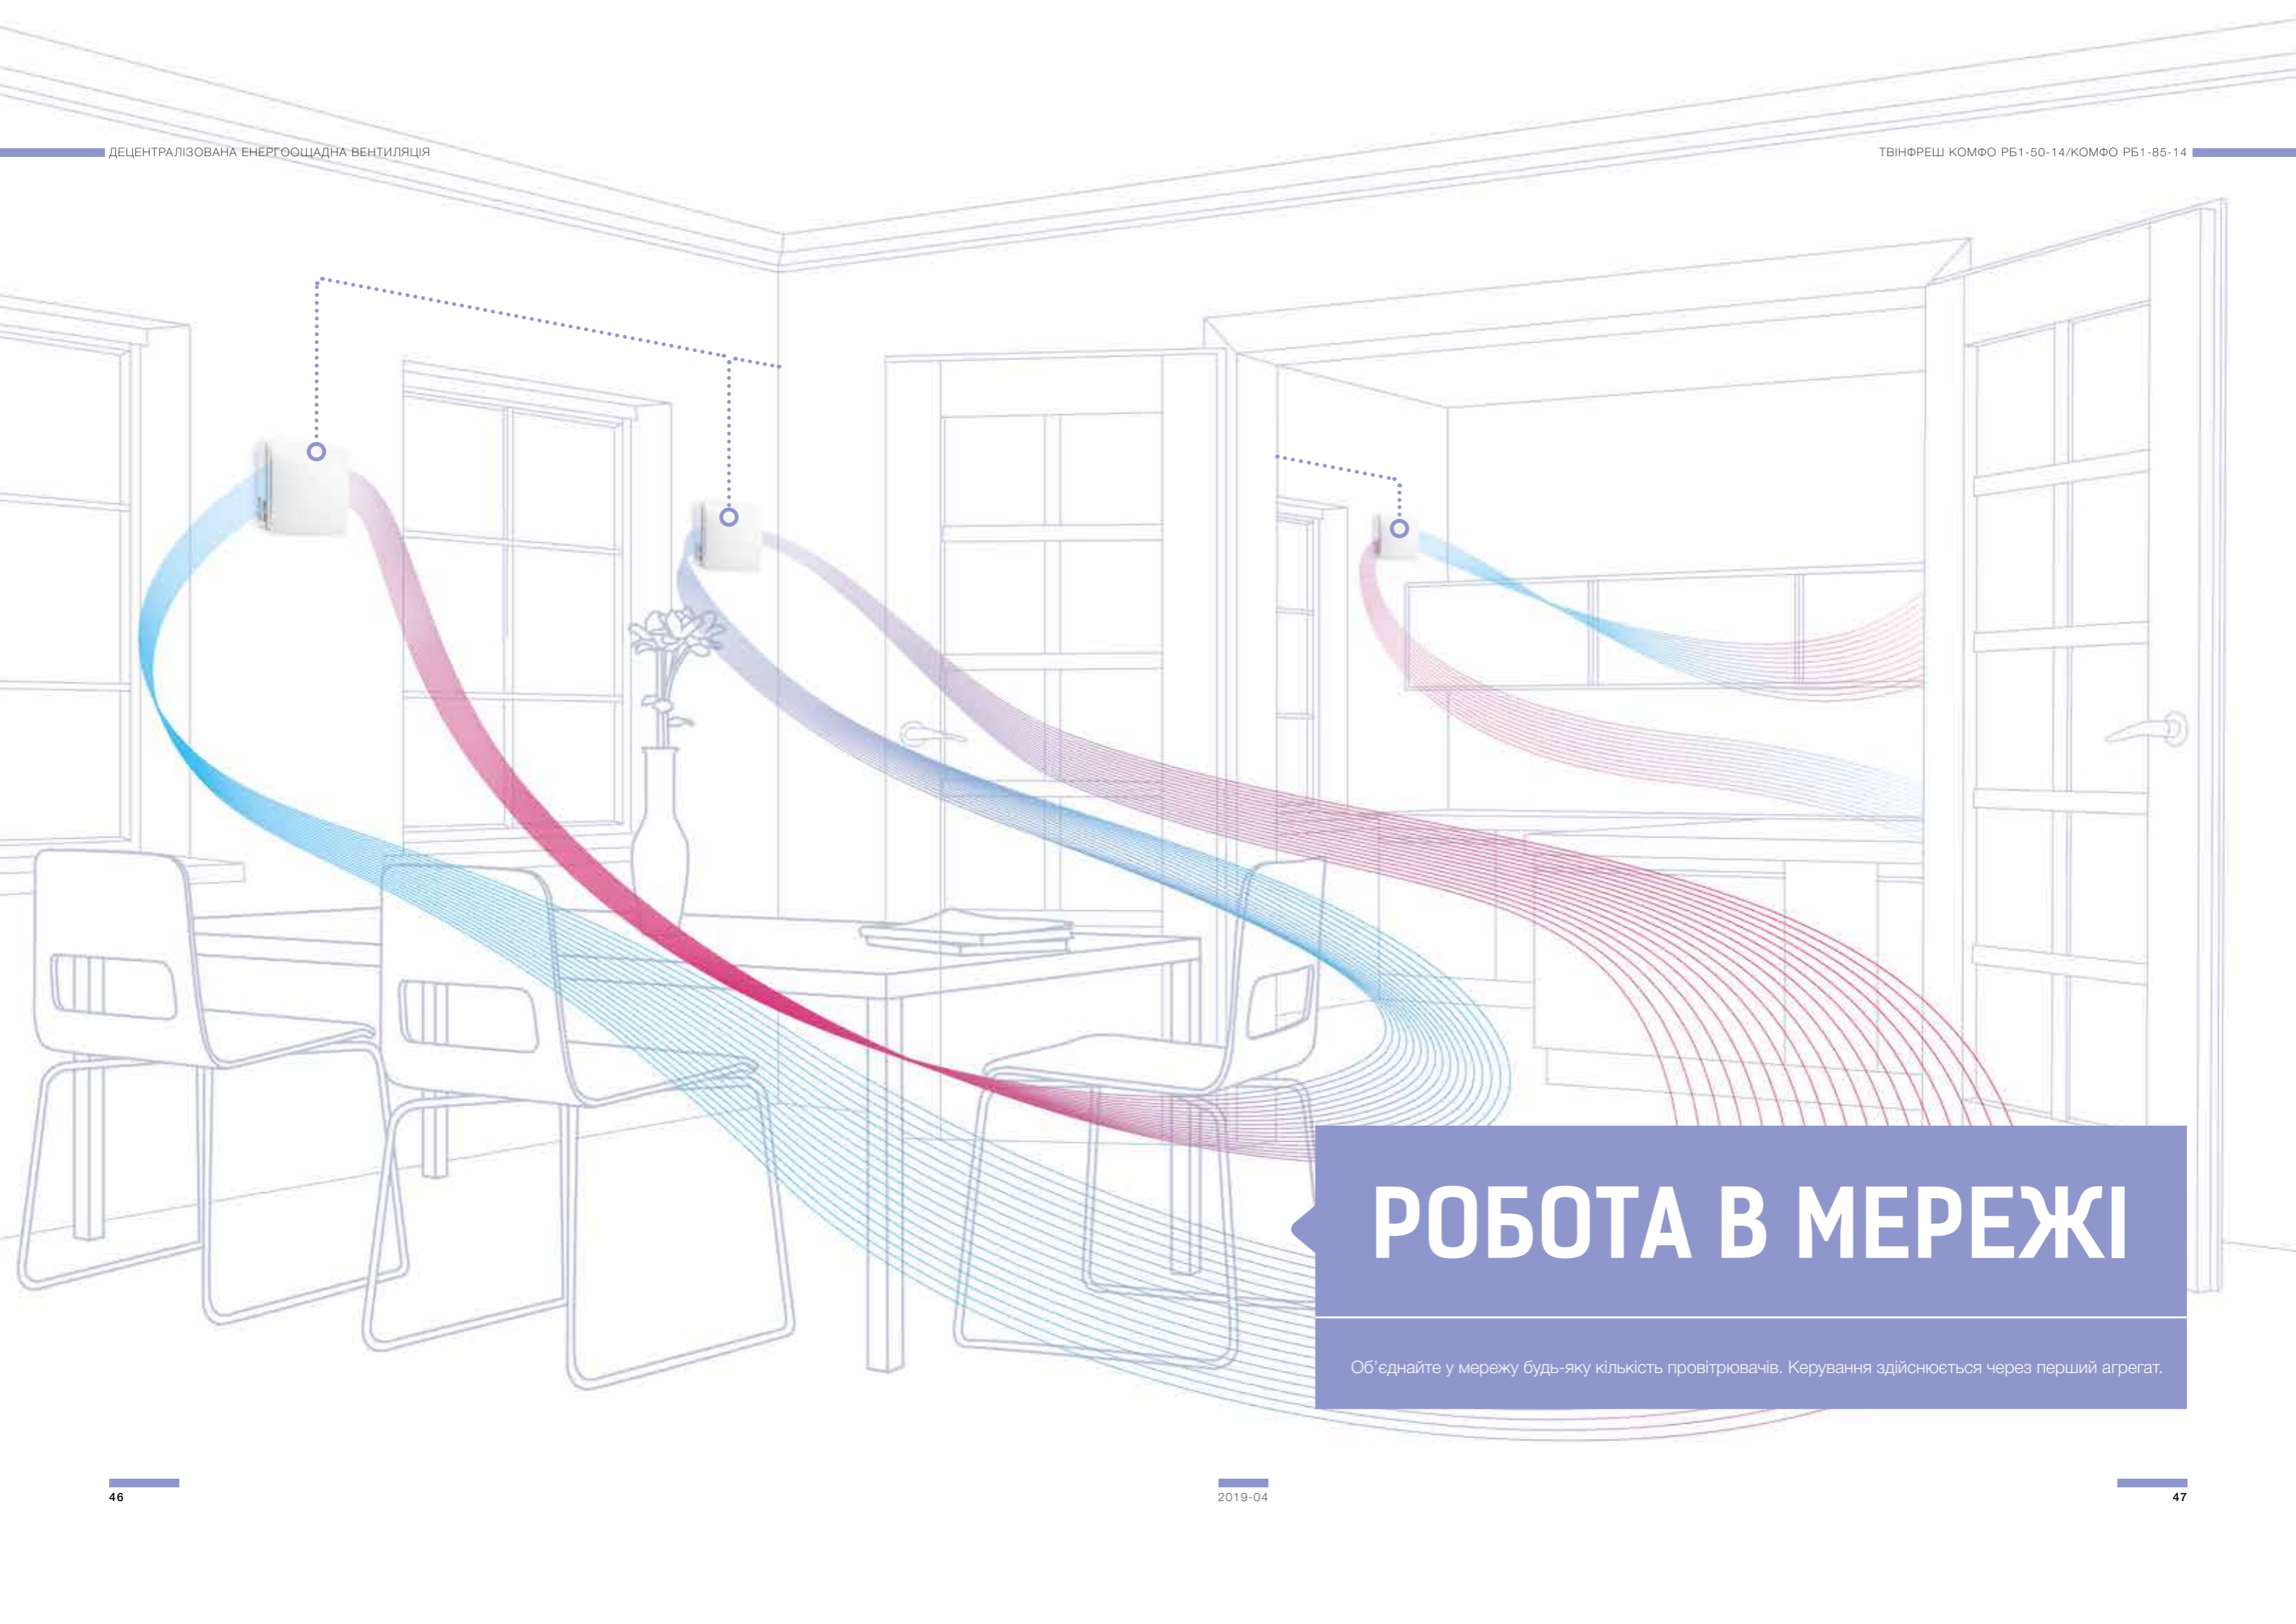 ДЕЦЕНТРАЛІЗОВАНА ЕНЕРГООЩАДНА ВЕНТИЛЯЦІЯ
ТВІНФРЕШ КОМФО РБ1-50-14/КОМФО РБ1-85-14
РОБОТА В МЕРЕЖІ
Об’єднайте у мережу будь-яку кількість провітрювачів. Керування здійснюється через перший агрегат.
46
2019-04
47